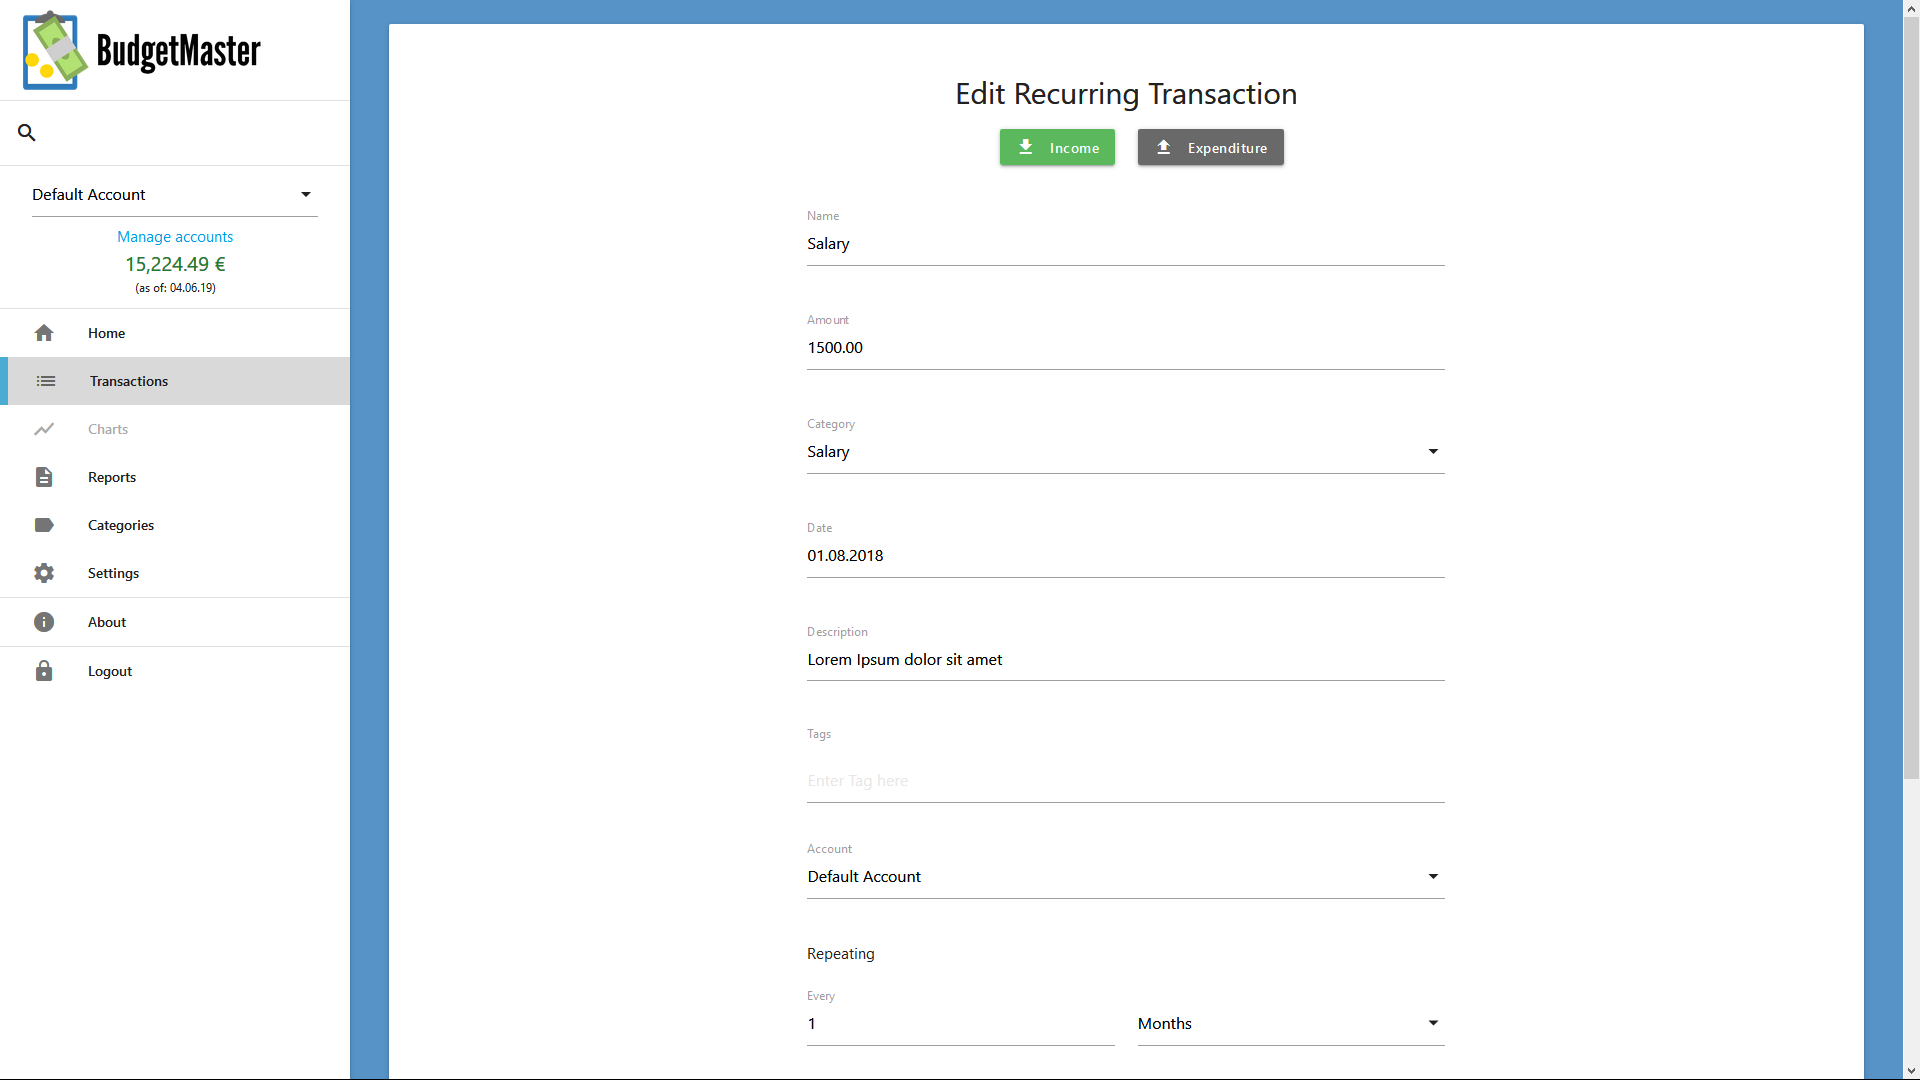 BudgetMaster
Default Account
Manage accounts
15,224.49 €
(as of: 04.06.19)
Home
Transactions
Charts
Reports
Categories
Settings
About
Logout
Edit Recurring Transaction
Income
Expenditure
Name
Salary
Amount
1500.00
Category
Salary
Date
01.08.2018
Description
Lorem Ipsum dolor sit amet
Tags
Enter Tag here
Account
Default Account
Repeating
Every
1
Months